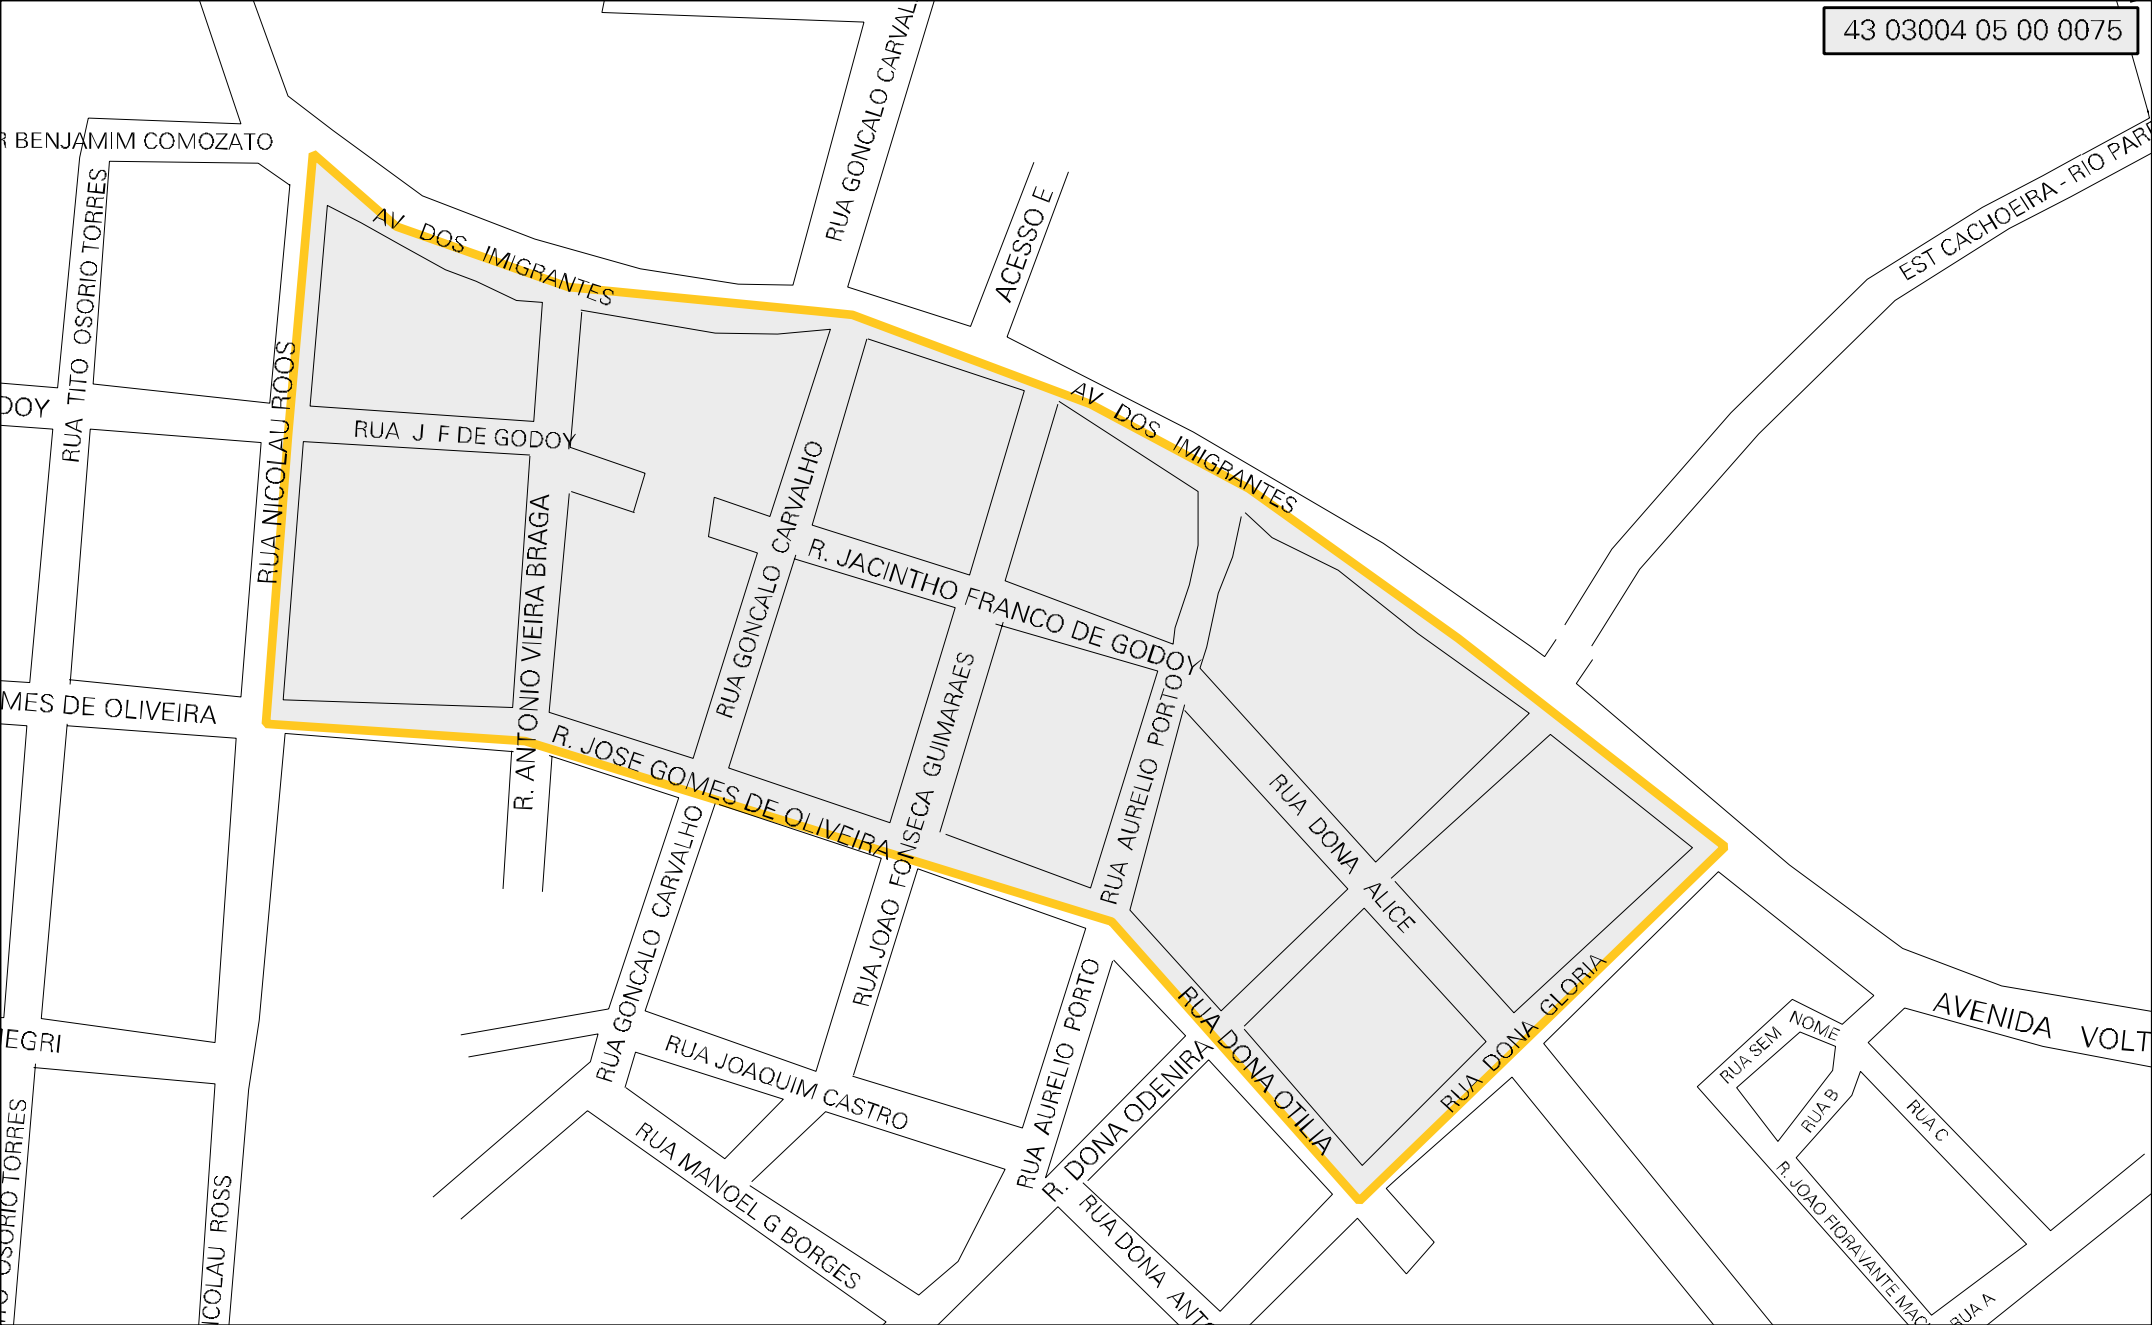 43 03004 05 00 0075
RUA GONCALO CARVAL
R BENJAMIM COMOZATO
EST CACHOEIRA - RIO PARD
RUA TITO OSORIO TORRES
ACESSO E
AV DOS IMIGRANTES
RUA NICOLAU ROOS
DOY
RUA J F DE GODOY
AV DOS IMIGRANTES
RUA GONCALO CARVALHO
R. ANTONIO VIEIRA BRAGA
R. JACINTHO FRANCO DE GODOY
MES DE OLIVEIRA
R. JOSE GOMES DE OLIVEIRA
RUA JOAO FONSECA GUIMARAES
RUA AURELIO PORTO
RUA DONA ALICE
RUA GONCALO CARVALHO
RUA AURELIO PORTO
RUA DONA OTILIA
RUA DONA GLORIA
AVENIDA VOLT
EGRI
RUA JOAQUIM CASTRO
R. DONA ODENIRA
RUA SEM NOME
RUA B
RUA C
RUA MANOEL G BORGES
RUA DONA ANTO
R. JOAO FIORAVANTE MAC
RUA A
TO OSORIO TORRES
ICOLAU ROSS